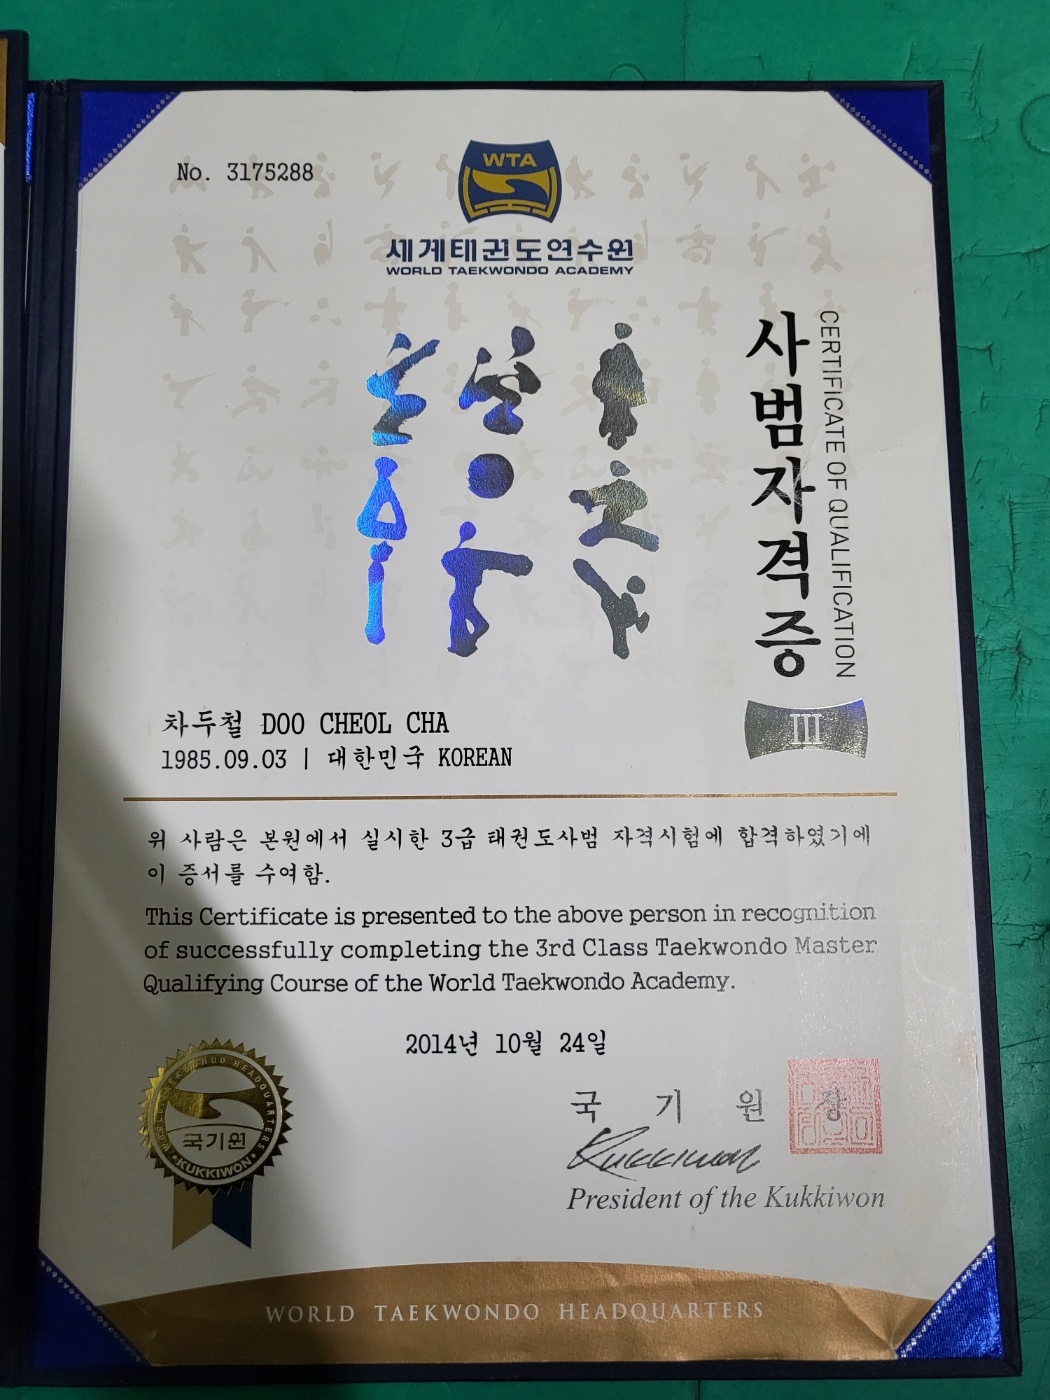 No. 3175288
WTA
세계태권도연수원
WORLD TAEKWONDO ACADEMY
사범자격증
CERTIFICATE OF QUALIFICATION
III
차두철 DOO CHEOL CHA
1985.09.03 | 대한민국 KOREAN
위 사람은 본원에서 실시한 3급 태권도사범 자격시험에 합격하였기에
이 증서를 수여함.
This Certificate is presented to the above person in recognition
of successfully completing the 3rd Class Taekwondo Master
Qualifying Course of the World Taekwondo Academy.
2014년 10월 24일
국 기 원 장
Kukkiwon
President of the Kukkiwon
WORLD TAEKWONDO HEADQUARTERS
국기원
KUKKIWON
WORLD TAEKWONDO HEADQUARTERS